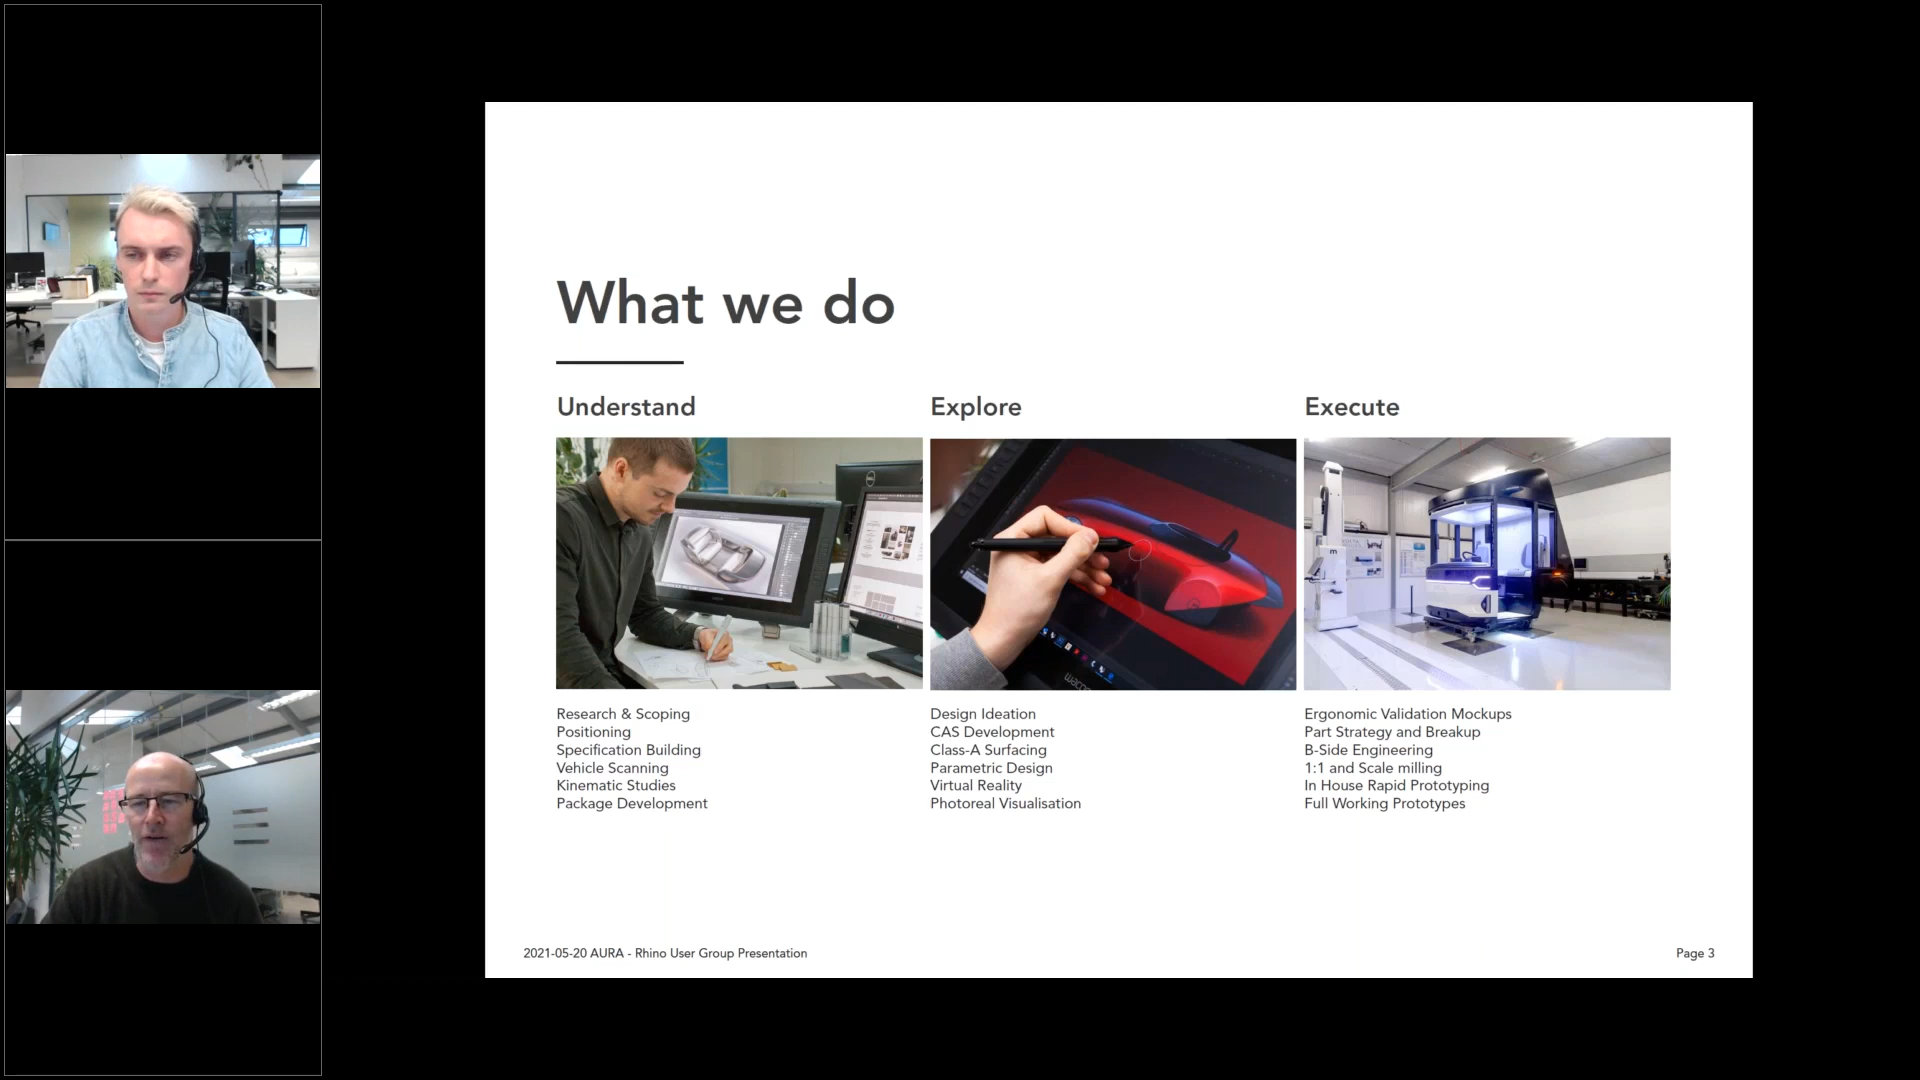 What we do
Understand
Explore
Execute
wacom
m
Research & Scoping
Positioning
Specification Building
Vehicle Scanning
Kinematic Studies
Package Development
Design Ideation
CAS Development
Class-A Surfacing
Parametric Design
Virtual Reality
Photoreal Visualisation
Ergonomic Validation Mockups
Part Strategy and Breakup
B-Side Engineering
1:1 and Scale milling
In House Rapid Prototyping
Full Working Prototypes
2021-05-20 AURA - Rhino User Group Presentation
Page 3